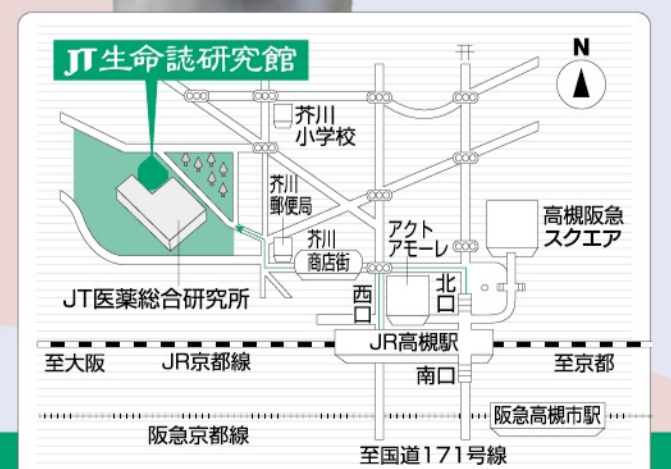 JT生命誌研究館
N
芥川
小学校
芥川
郵便局
芥川
商店街
アクト
アモーレ
高槻阪急
スクエア
JT医薬総合研究所
西口
北口
JR高槻駅
南口
至大阪
JR京都線
至京都
阪急高槻市駅
阪急京都線
至国道171号線